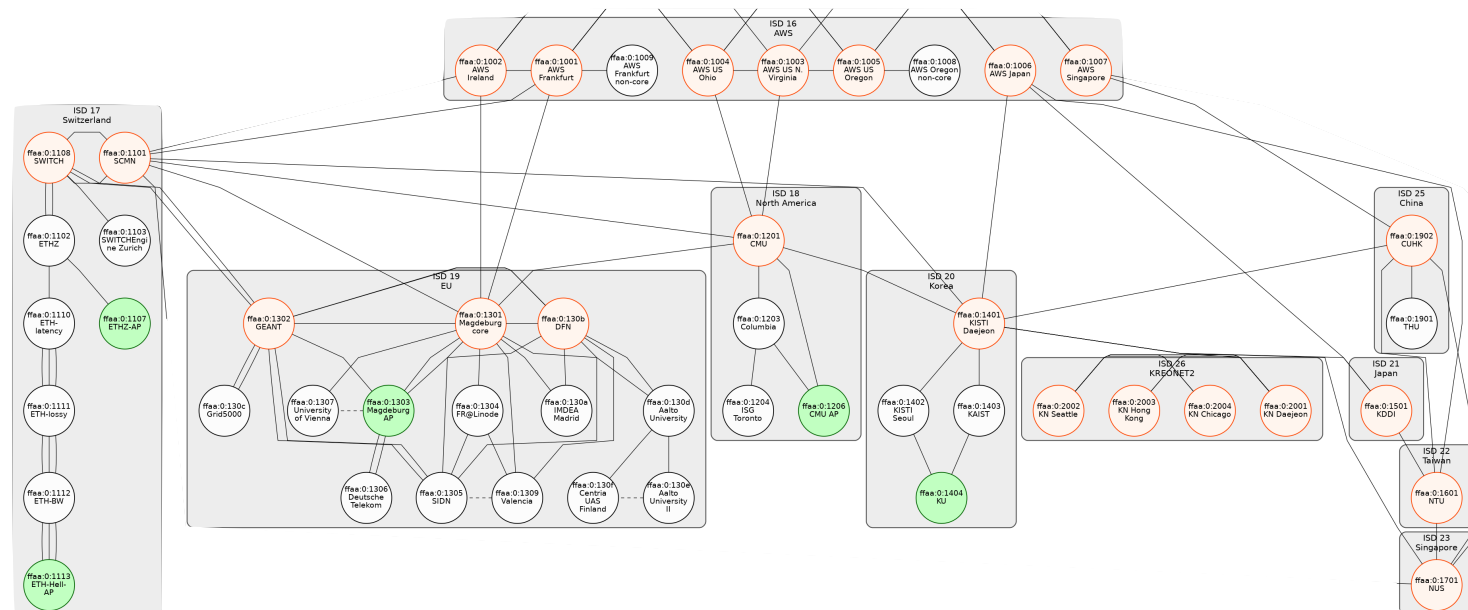 ISD 16
AWS
ffaa:0:1002
AWS
Ireland
ffaa:0:1001
AWS
Frankfurt
ffaa:0:1009
AWS
Frankfurt
non-core
ffaa:0:1004
AWS US
Ohio
ffaa:0:1003
AWS US N.
Virginia
ffaa:0:1005
AWS US
Oregon
ffaa:0:1008
AWS Oregon
non-core
ffaa:0:1006
AWS Japan
ffaa:0:1007
AWS
Singapore
ISD 17
Switzerland
ffaa:0:1108
SWITCH
ffaa:0:1101
SCMN
ffaa:0:1102
ETHZ
ffaa:0:1103
SWITCHEngi
ne Zurich
ffaa:0:1110
ETH-
latency
ffaa:0:1107
ETHZ-AP
ffaa:0:1111
ETH-lossy
ffaa:0:1112
ETH-BW
ffaa:0:1113
ETH-Hell-
AP
ISD 19
EU
ffaa:0:1302
GEANT
ffaa:0:1301
Magdeburg
core
ffaa:0:130b
DFN
ffaa:0:130c
Grid5000
ffaa:0:1307
University
of Vienna
ffaa:0:1303
Magdeburg
AP
ffaa:0:1304
FR@Linode
ffaa:0:130a
IMDEA
Madrid
ffaa:0:130d
Aalto
University
ffaa:0:1306
Deutsche
Telekom
ffaa:0:1305
SIDN
ffaa:0:1309
Valencia
ffaa:0:130f
Centria
UAS
Finland
ffaa:0:130e
Aalto
University
II
ISD 18
North America
ffaa:0:1201
CMU
ffaa:0:1203
Columbia
ffaa:0:1204
ISG
Toronto
ffaa:0:1206
CMU AP
ISD 20
Korea
ffaa:0:1401
KISTI
Daejeon
ffaa:0:1402
KISTI
Seoul
ffaa:0:1403
KAIST
ffaa:0:1404
KU
ISD 26
KREONET2
ffaa:0:2002
KN Seattle
ffaa:0:2003
KN Hong
Kong
ffaa:0:2004
KN Chicago
ffaa:0:2001
KN Daejeon
ISD 25
China
ffaa:0:1902
CUHK
ffaa:0:1901
THU
ISD 21
Japan
ffaa:0:1501
KDDI
ISD 22
Taiwan
ffaa:0:1601
NTU
ISD 23
Singapore
ffaa:0:1701
NUS